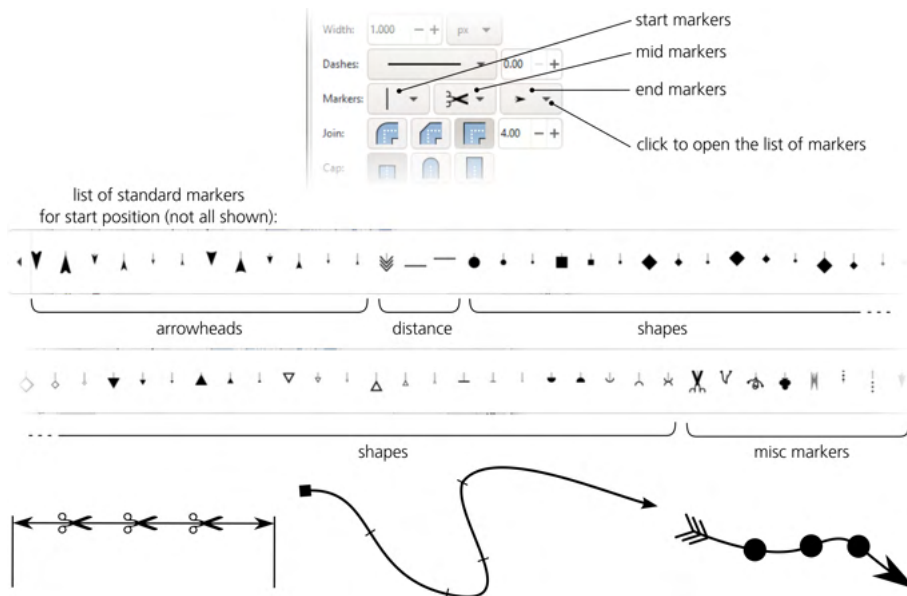 start markers
Width: 1.000 − + px
mid markers
Dashes: 0.00 − +
end markers
Markers:
Join: 4.00 − +
click to open the list of markers
Cap:
list of standard markers
for start position (not all shown):
arrowheads distance shapes
shapes misc markers